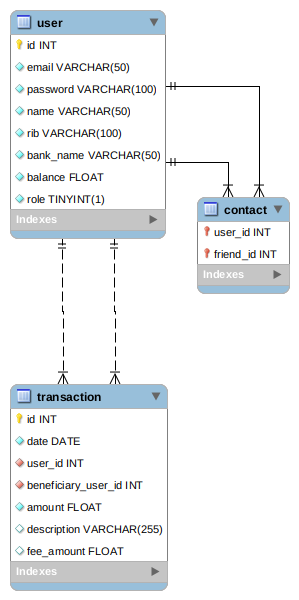 user
id INT
email VARCHAR(50)
password VARCHAR(100)
name VARCHAR(50)
rib VARCHAR(100)
bank_name VARCHAR(50)
balance FLOAT
role TINYINT(1)
Indexes
contact
user_id INT
friend_id INT
Indexes
transaction
id INT
date DATE
user_id INT
beneficiary_user_id INT
amount FLOAT
description VARCHAR(255)
fee_amount FLOAT
Indexes